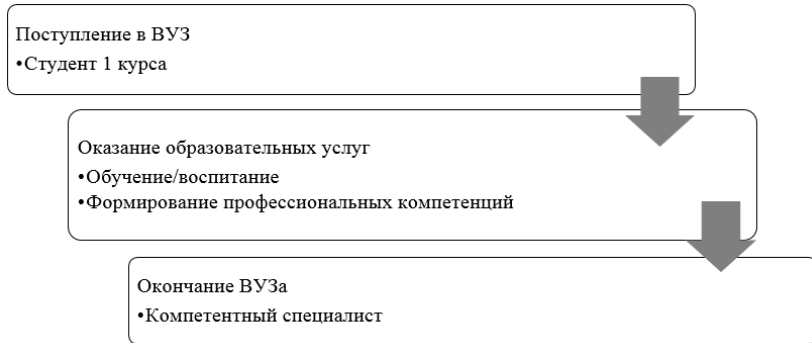 Поступление в ВУЗ
•Студент 1 курса
Оказание образовательных услуг
•Обучение/воспитание
•Формирование профессиональных компетенций
Окончание ВУЗа
•Компетентный специалист